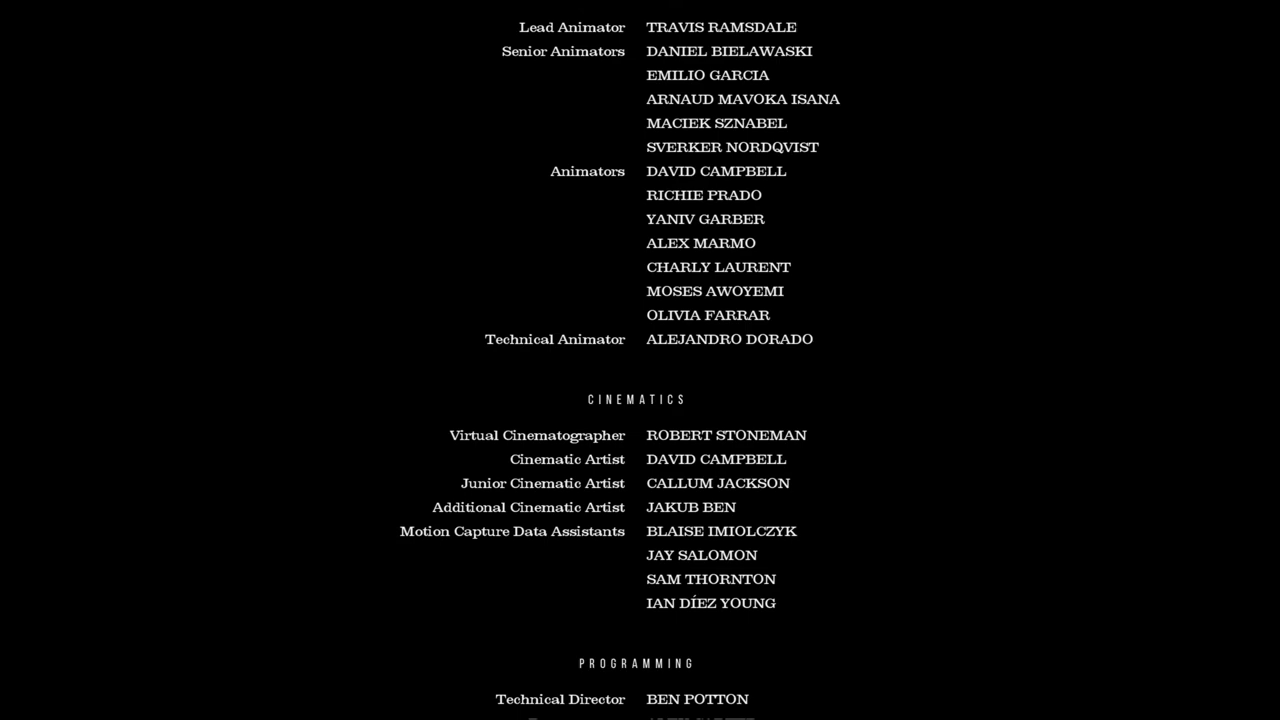 Lead Animator TRAVIS RAMSDALE
Senior Animators DANIEL BIELAWASKI
EMILIO GARCIA
ARNAUD MAVOKA ISANA
MACIEK SZNABEL
SVERKER NORDQVIST
Animators DAVID CAMPBELL
RICHIE PRADO
YANIV GARBER
ALEX MARMO
CHARLY LAURENT
MOSES AWOYEMI
OLIVIA FARRAR
Technical Animator ALEJANDRO DORADO
CINEMATICS
Virtual Cinematographer ROBERT STONEMAN
Cinematic Artist DAVID CAMPBELL
Junior Cinematic Artist CALLUM JACKSON
Additional Cinematic Artist JAKUB BEN
Motion Capture Data Assistants BLAISE IMIOLCZYK
JAY SALOMON
SAM THORNTON
IAN DÍEZ YOUNG
PROGRAMMING
Technical Director BEN POTTON